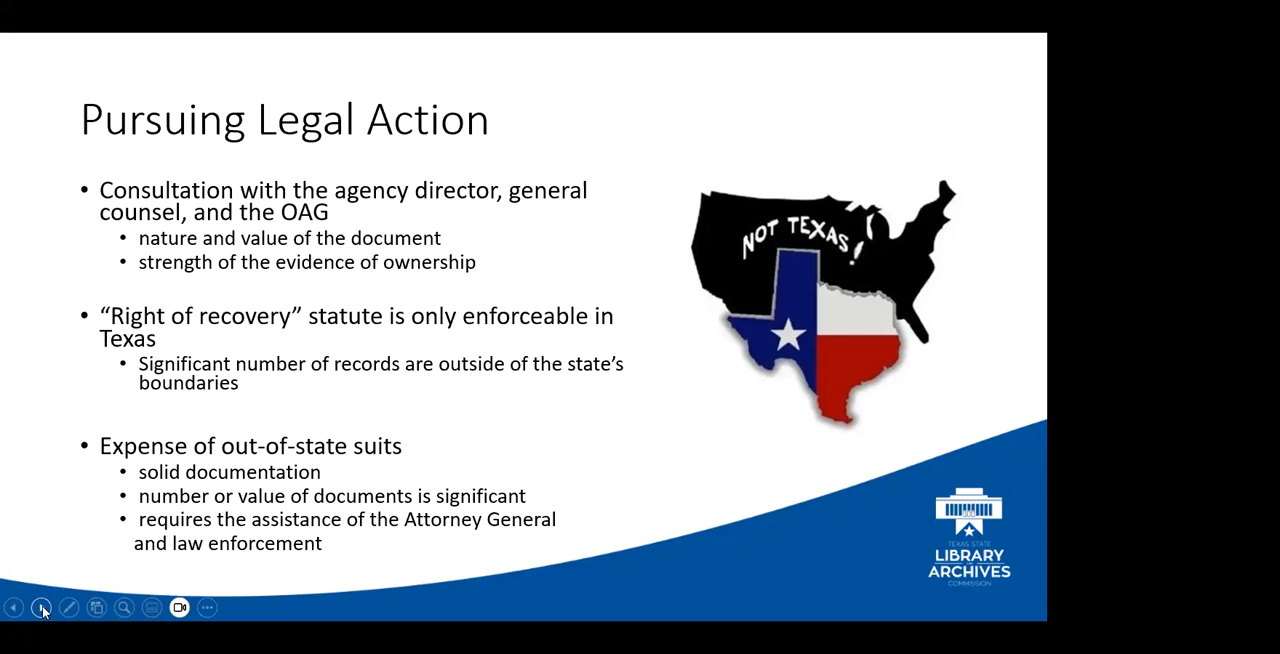 Pursuing Legal Action
• Consultation with the agency director, general
counsel, and the OAG
• nature and value of the document
• strength of the evidence of ownership
• “Right of recovery” statute is only enforceable in
Texas
• Significant number of records are outside of the state’s
boundaries
• Expense of out-of-state suits
• solid documentation
• number or value of documents is significant
• requires the assistance of the Attorney General
and law enforcement
NOT TEXAS!
TEXAS STATE
LIBRARY
ARCHIVES
COMMISSION